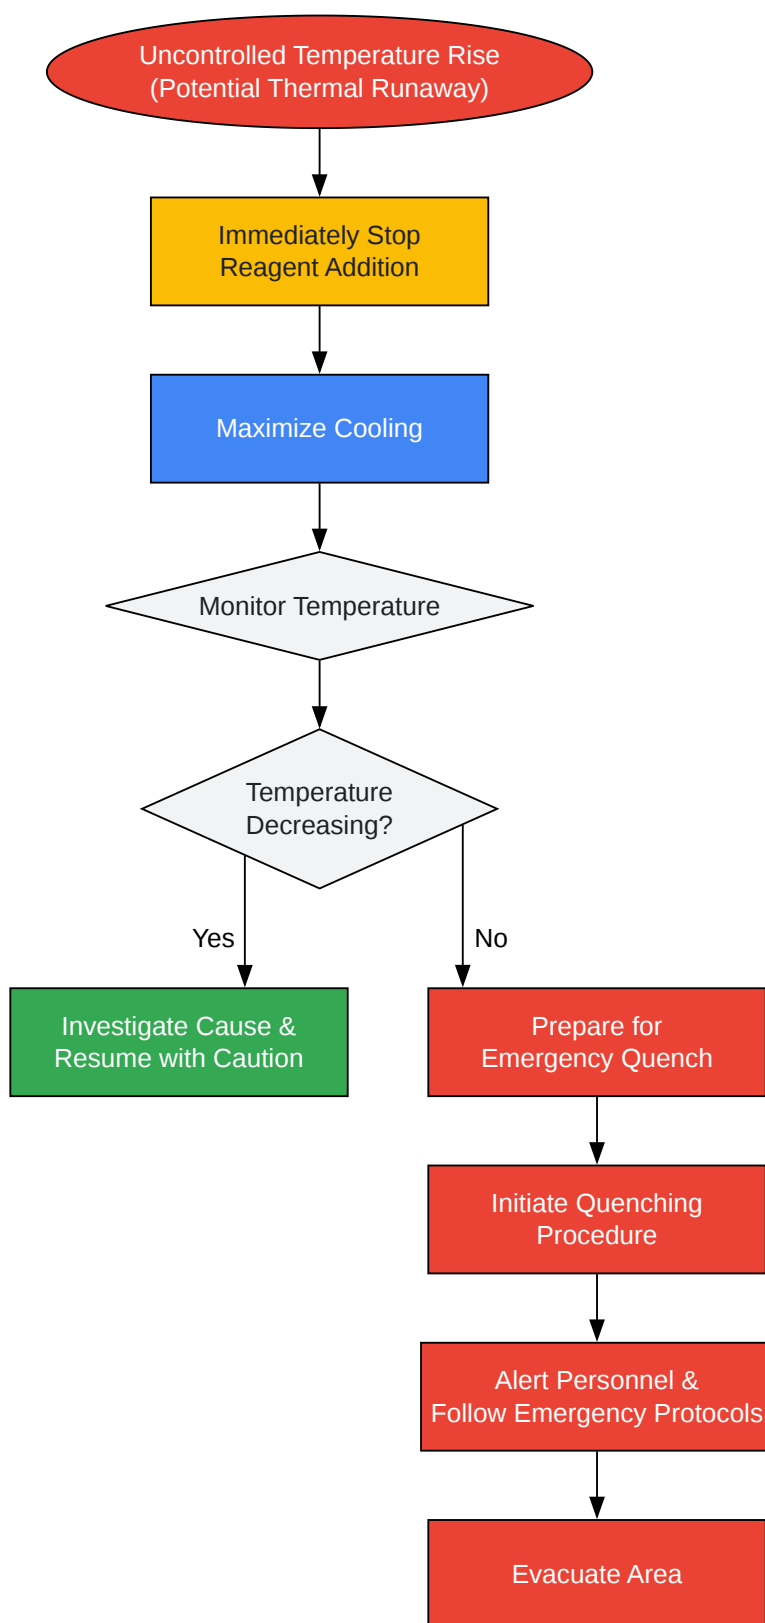 Uncontrolled Temperature Rise
(Potential Thermal Runaway)
Immediately Stop
Reagent Addition
Maximize Cooling
Monitor Temperature
Temperature
Decreasing?
Yes
No
Investigate Cause &
Resume with Caution
Prepare for
Emergency Quench
Initiate Quenching
Procedure
Alert Personnel &
Follow Emergency Protocols
Evacuate Area